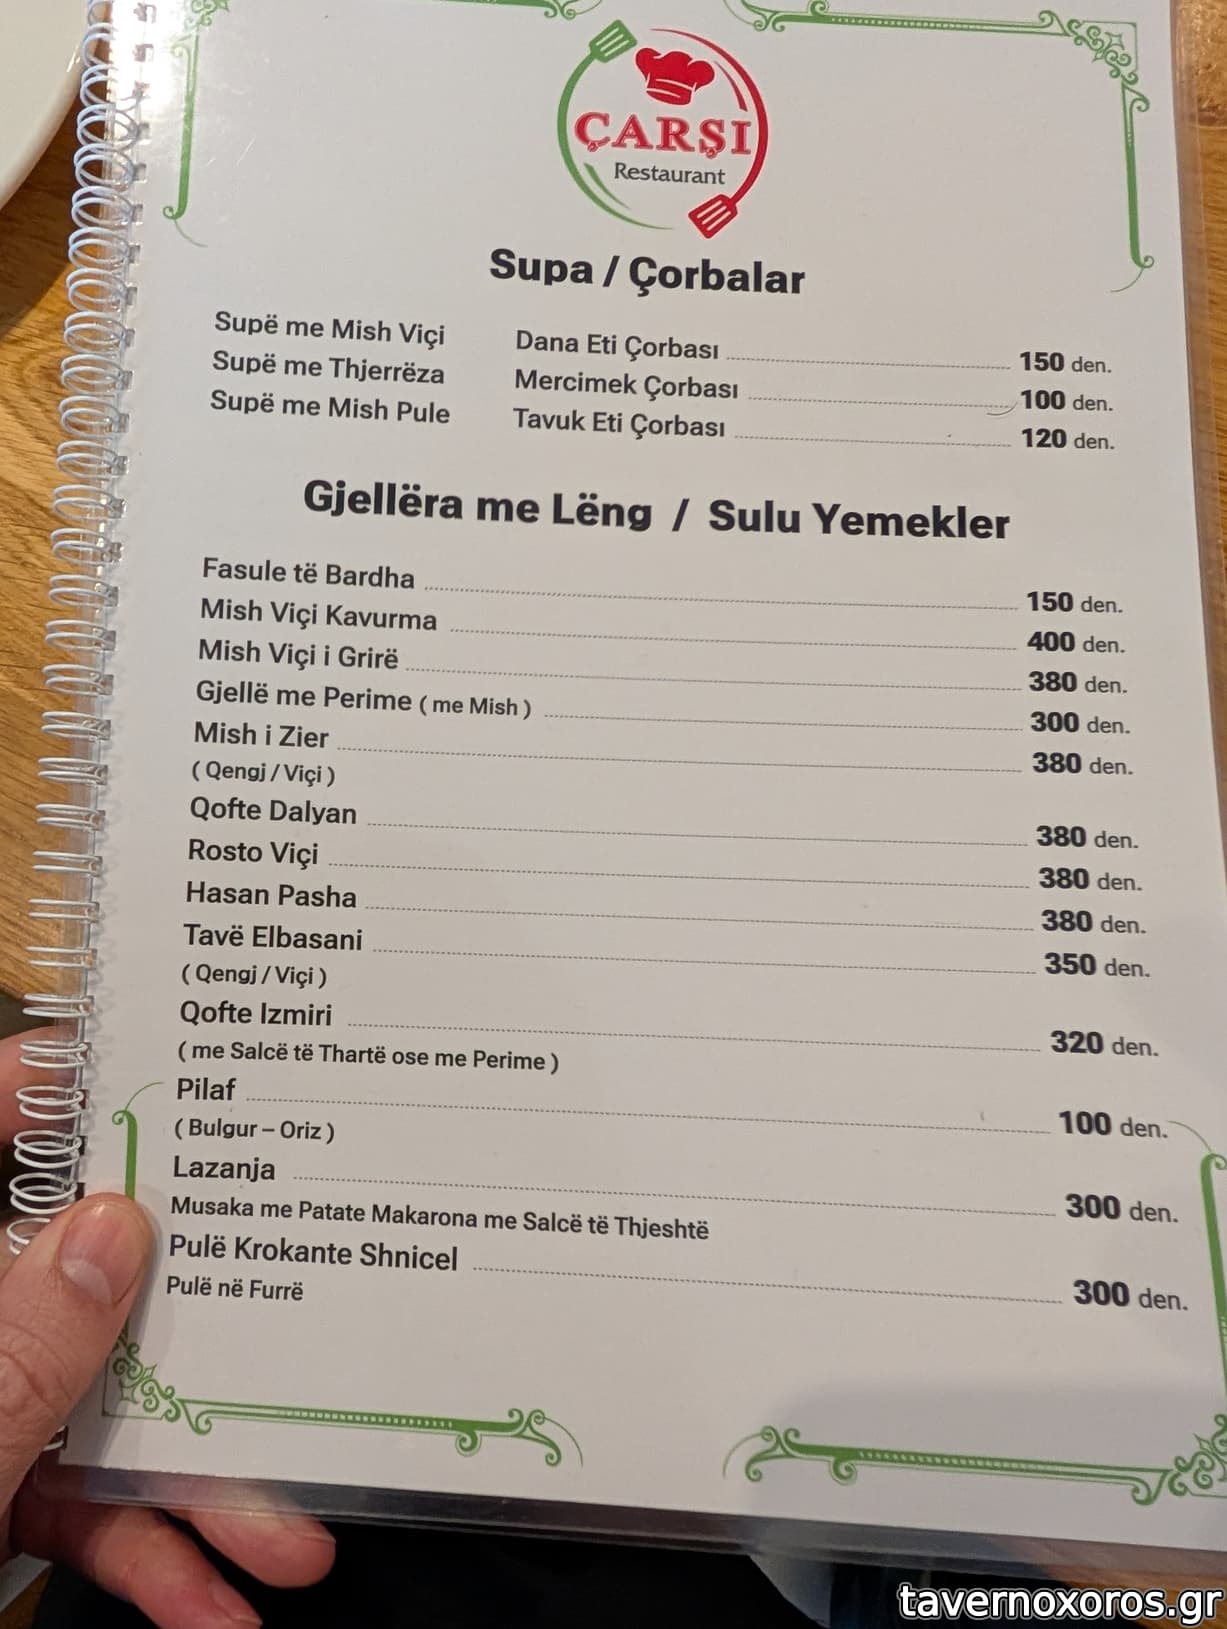 ÇARŞI
Restaurant
Supa / Çorbalar
Supë me Mish Viçi Dana Eti Çorbası 150 den.
Supë me Thjerrëza Mercimek Çorbası 100 den.
Supë me Mish Pule Tavuk Eti Çorbası 120 den.
Gjellëra me Lëng / Sulu Yemekler
Fasule të Bardha 150 den.
Mish Viçi Kavurma 400 den.
Mish Viçi i Grirë 380 den.
Gjellë me Perime ( me Mish ) 300 den.
Mish i Zier 380 den.
( Qengj / Viçi )
Qofte Dalyan 380 den.
Rosto Viçi 380 den.
Hasan Pasha 380 den.
Tavë Elbasani 350 den.
( Qengj / Viçi )
Qofte Izmiri 320 den.
( me Salcë të Thartë ose me Perime )
Pilaf 100 den.
( Bulgur – Oriz )
Lazanja 300 den.
Musaka me Patate Makarona me Salcë të Thjeshtë
Pulë Krokante Shnicel 300 den.
Pulë në Furrë
tavernoxoros.gr